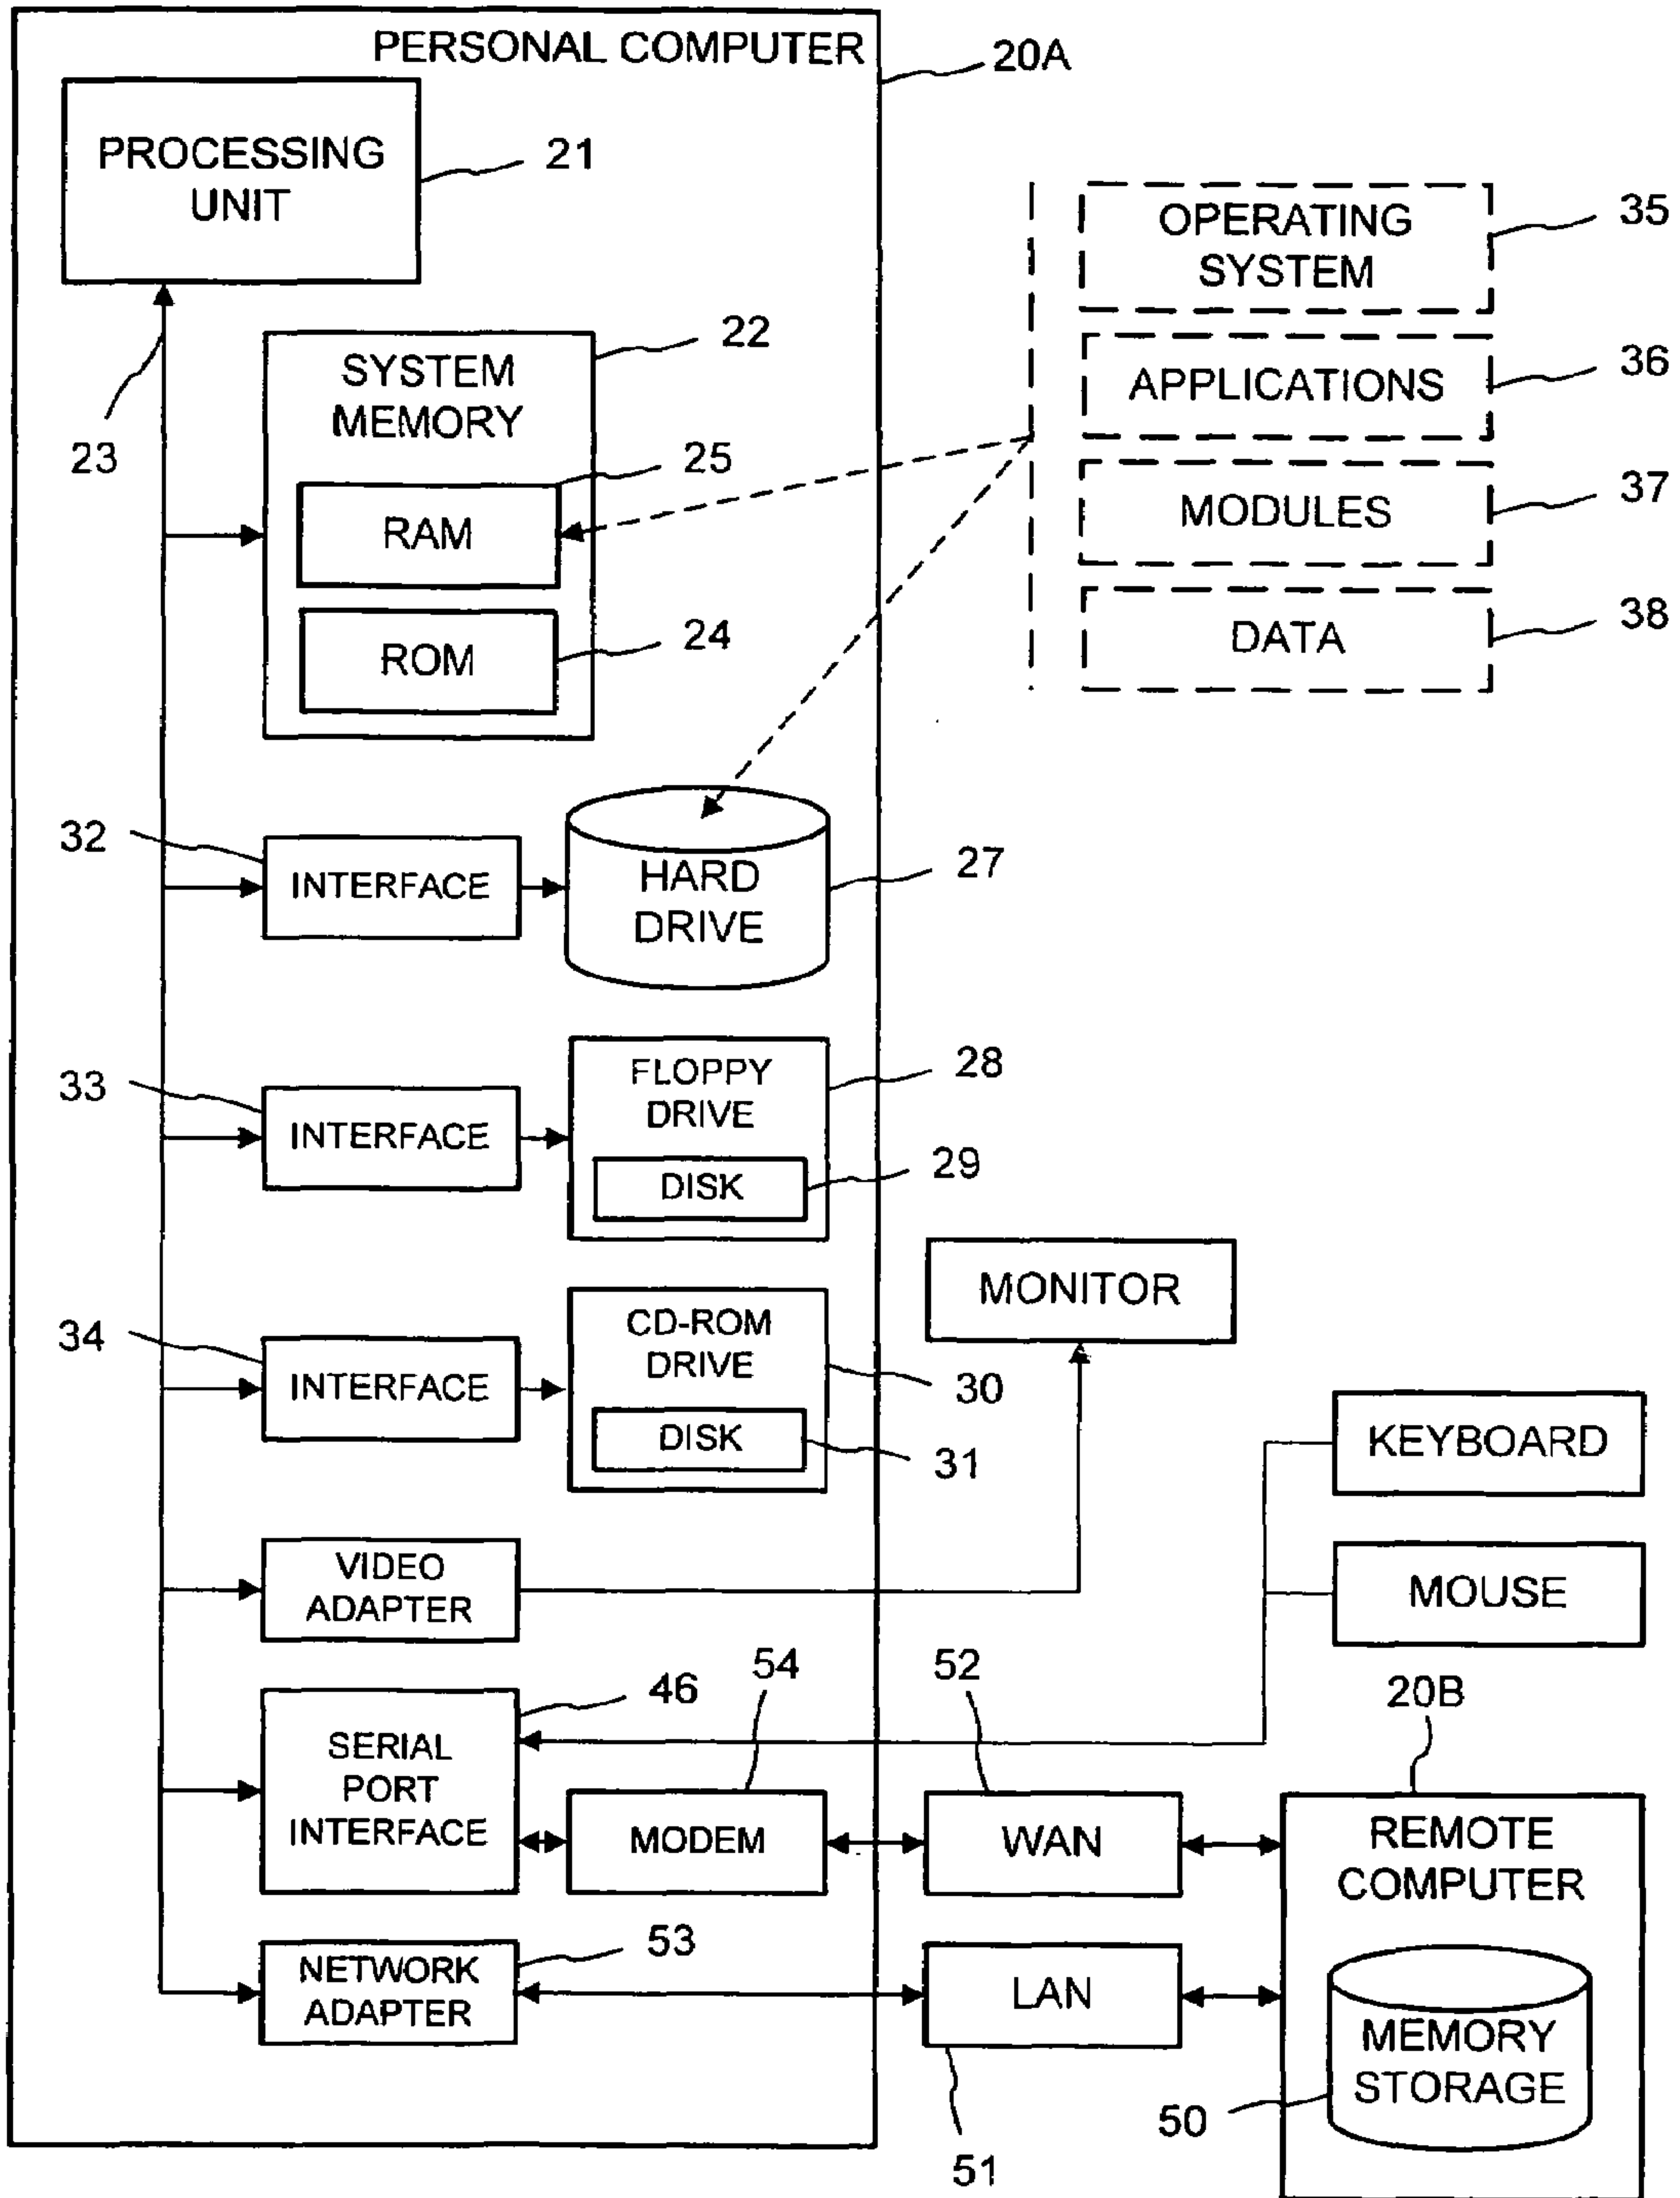 PERSONAL COMPUTER
20A
PROCESSING
UNIT
21
23
22
SYSTEM
MEMORY
25
RAM
24
ROM
OPERATING
SYSTEM
35
APPLICATIONS
36
MODULES
37
DATA
38
32
INTERFACE
HARD
DRIVE
27
33
INTERFACE
FLOPPY
DRIVE
28
DISK
29
34
INTERFACE
CD-ROM
DRIVE
30
DISK
31
MONITOR
KEYBOARD
MOUSE
VIDEO
ADAPTER
46
SERIAL
PORT
INTERFACE
54
MODEM
52
WAN
20B
REMOTE
COMPUTER
53
NETWORK
ADAPTER
LAN
51
MEMORY
STORAGE
50